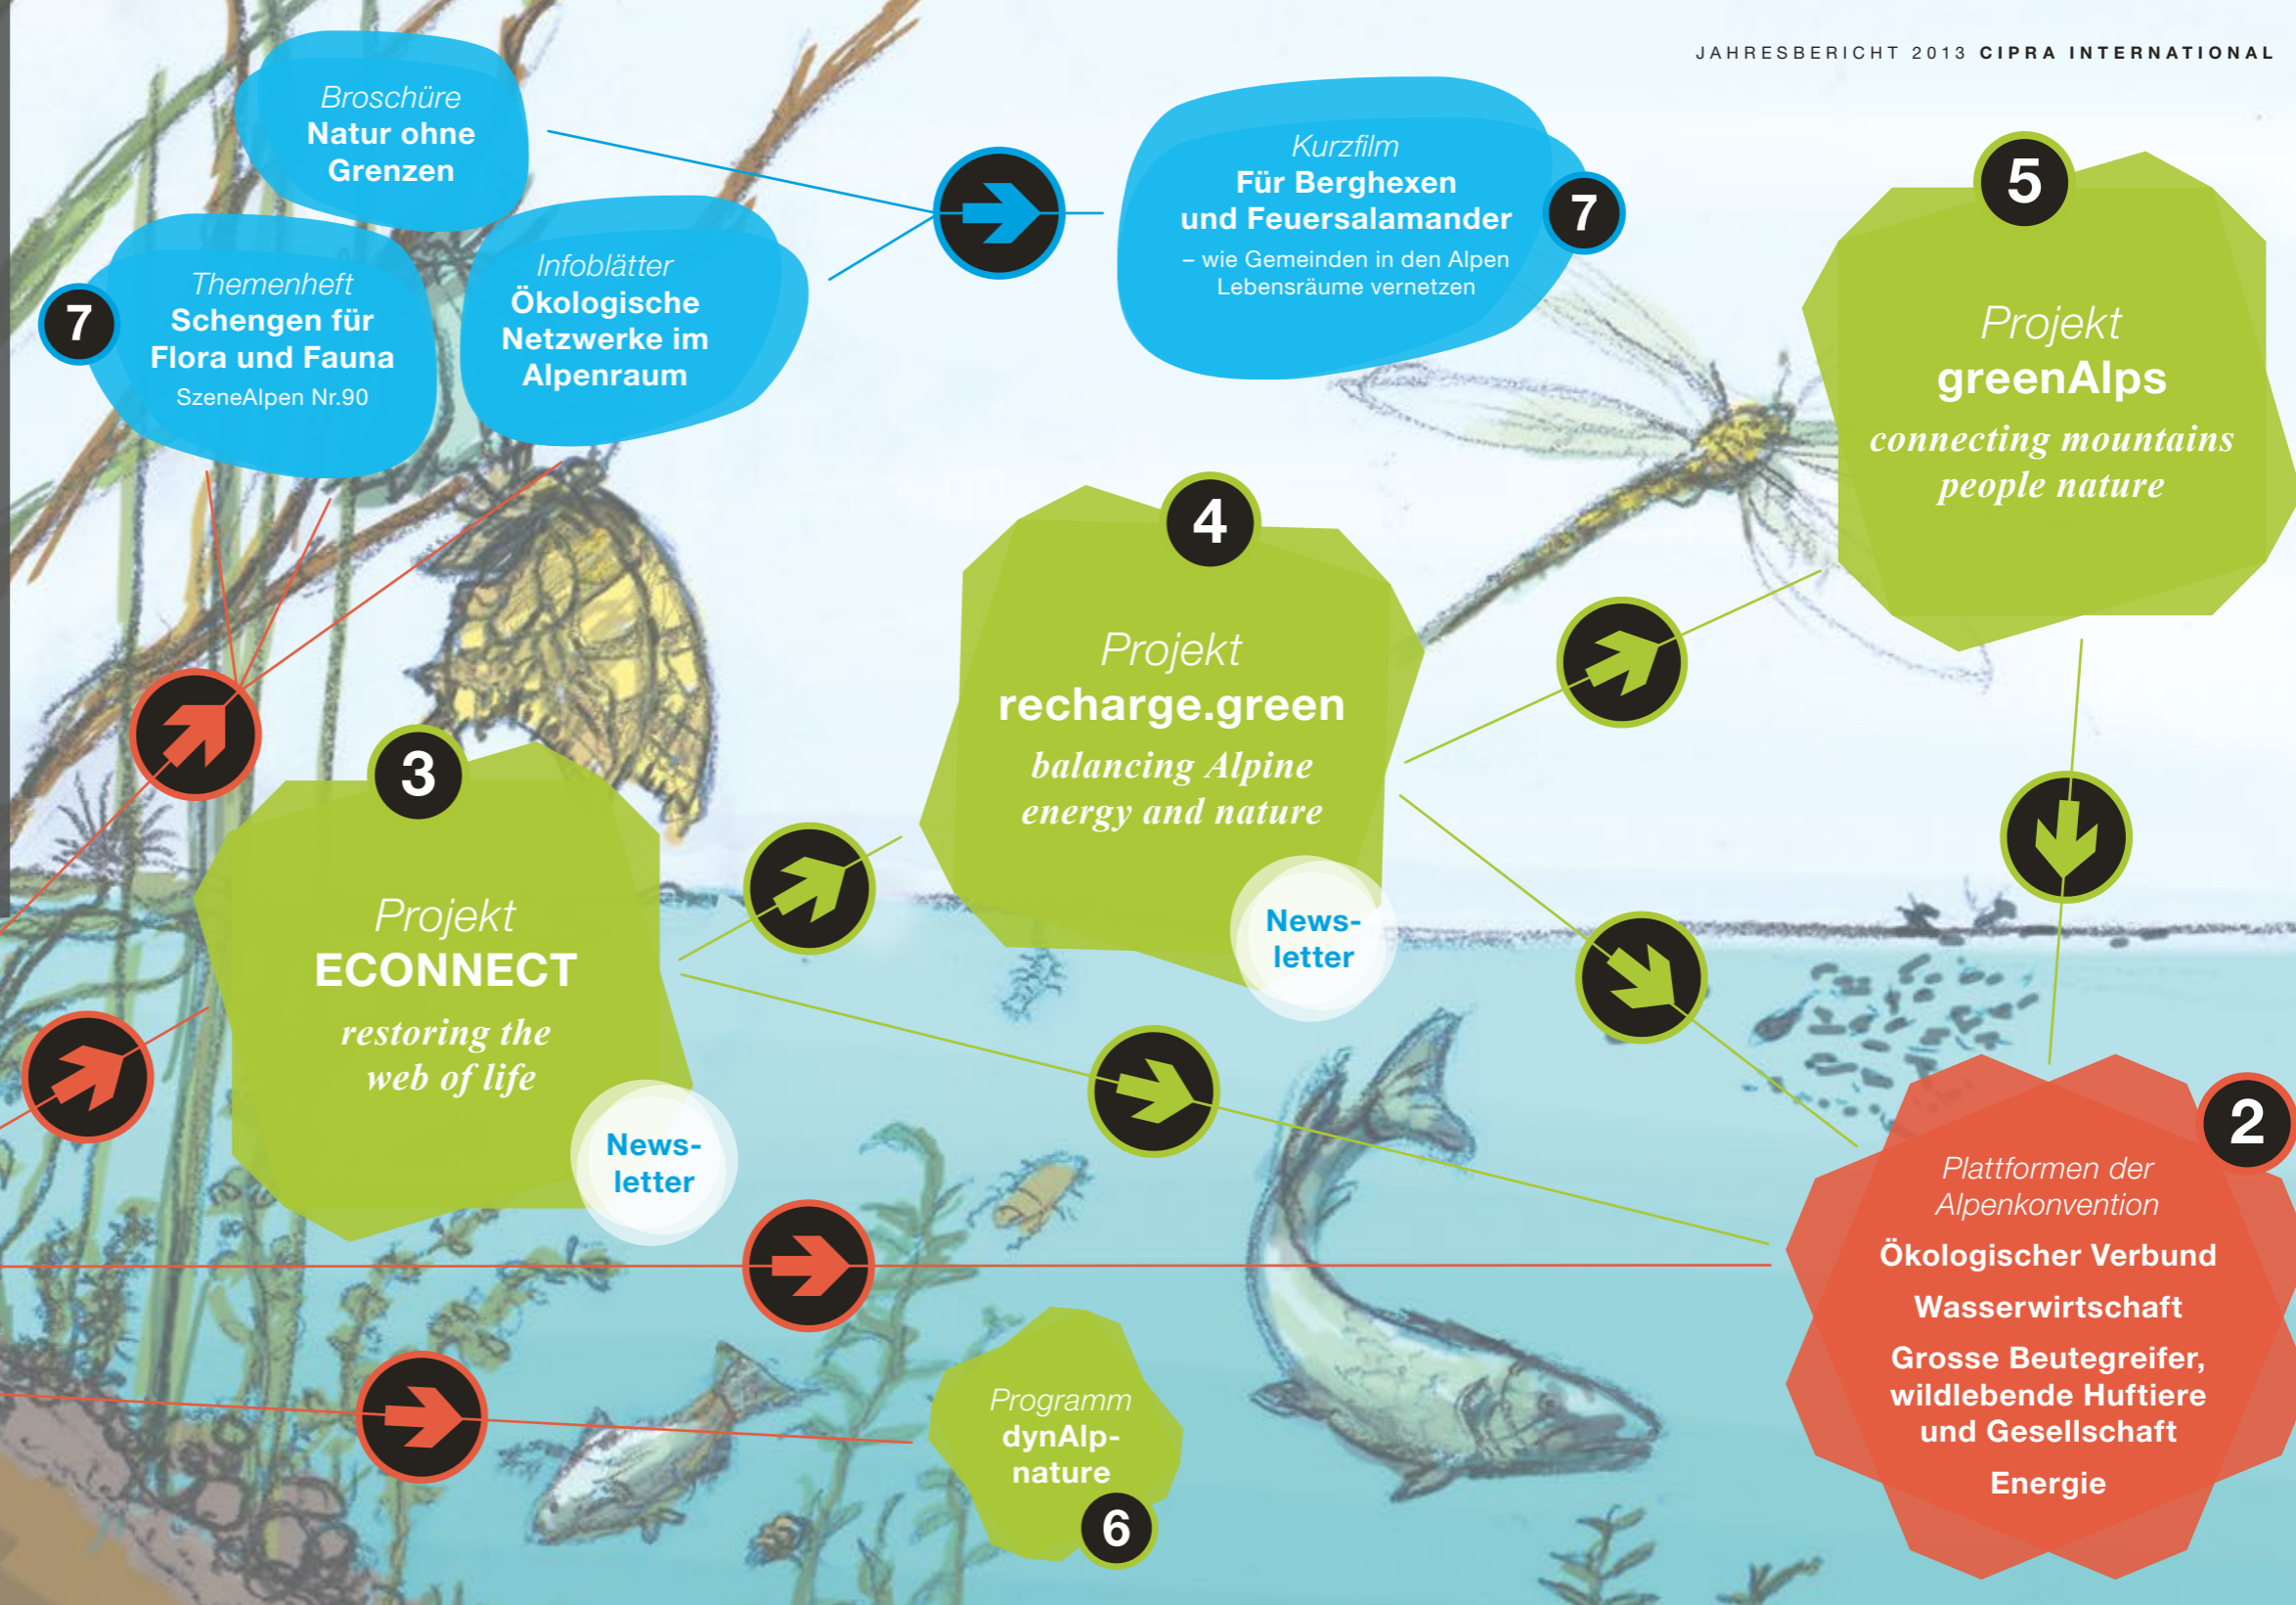 JAHRESBERICHT 2013 CIPRA INTERNATIONAL
Broschüre
Natur ohne
Grenzen
7
Themenheft
Schengen für
Flora und Fauna
SzeneAlpen Nr.90
Infoblätter
Ökologische
Netzwerke im
Alpenraum
Kurzfilm
Für Berghexen
und Feuersalamander
– wie Gemeinden in den Alpen
Lebensräume vernetzen
7
5
Projekt
greenAlps
connecting mountains
people nature
4
Projekt
recharge.green
balancing Alpine
energy and nature
News-
letter
3
Projekt
ECONNECT
restoring the
web of life
News-
letter
2
Plattformen der
Alpenkonvention
Ökologischer Verbund
Wasserwirtschaft
Grosse Beutegreifer,
wildlebende Huftiere
und Gesellschaft
Energie
Programm
dynAlp-
nature
6